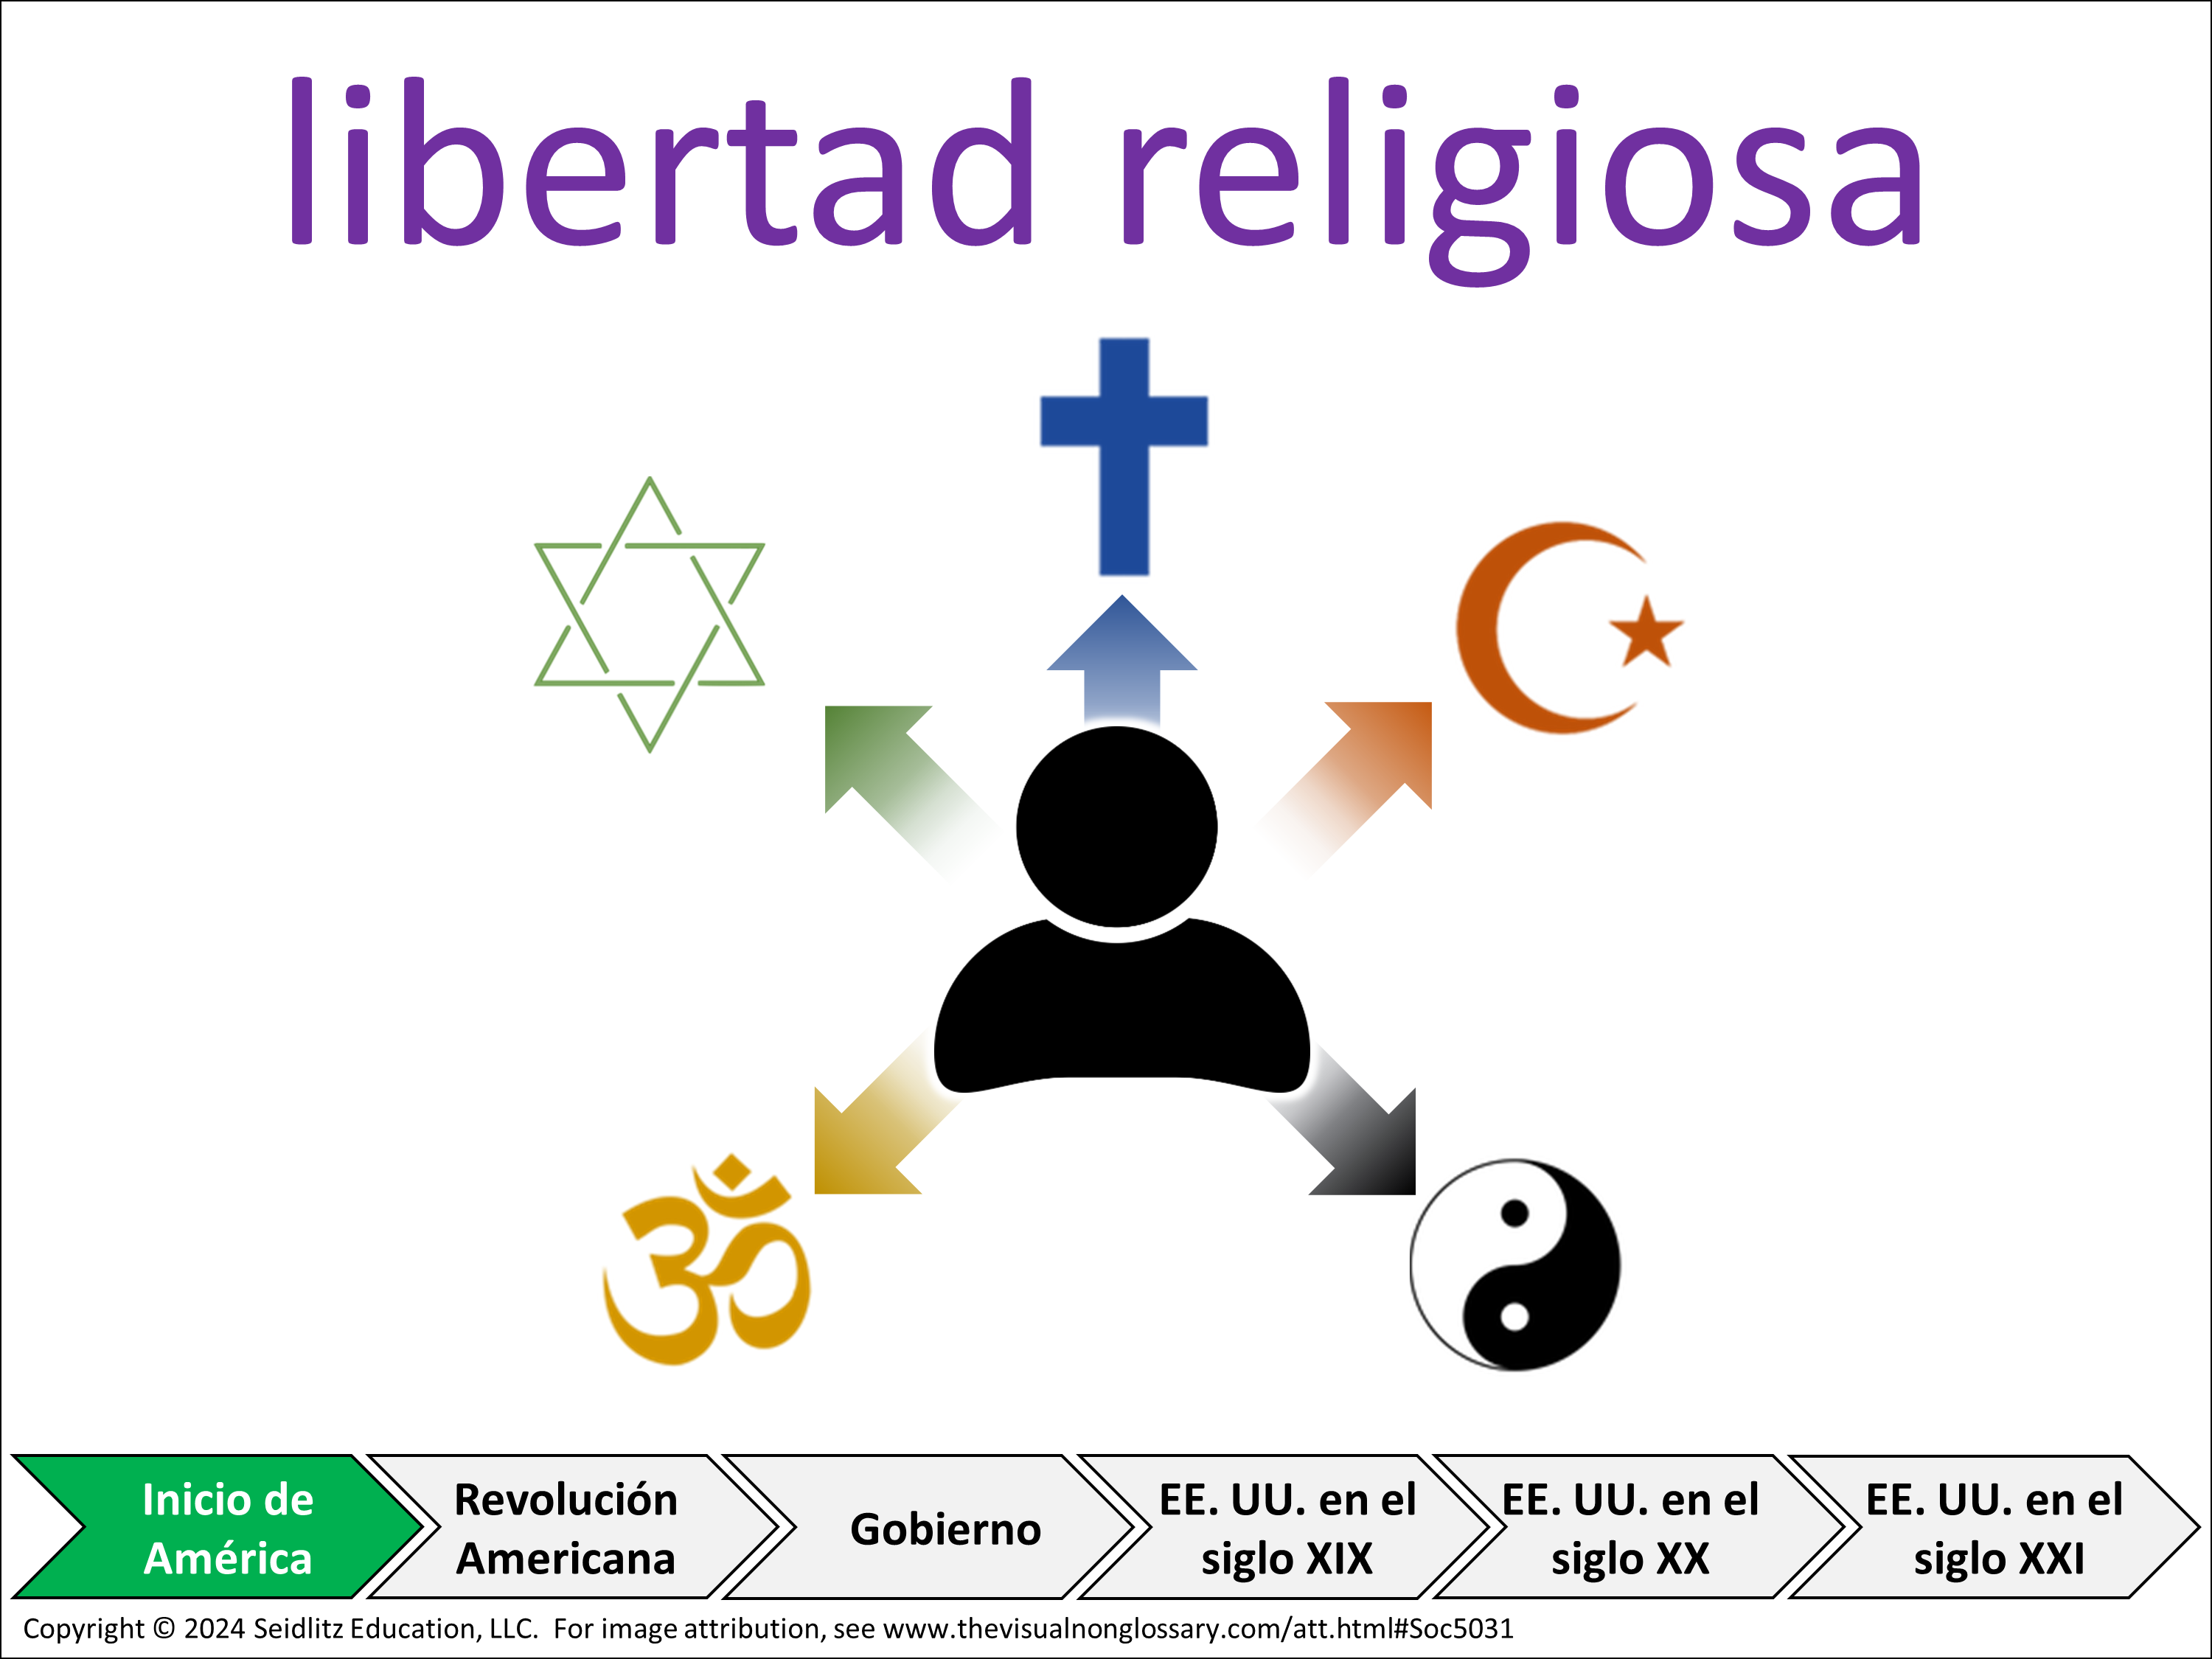 libertad religiosa
Inicio de
América
Revolución
Americana
Gobierno
EE. UU. en el
siglo XIX
EE. UU. en el
siglo XX
EE. UU. en el
siglo XXI
Copyright © 2024 Seidlitz Education, LLC.  For image attribution, see www.thevisualnonglossary.com/att.html#Soc5031